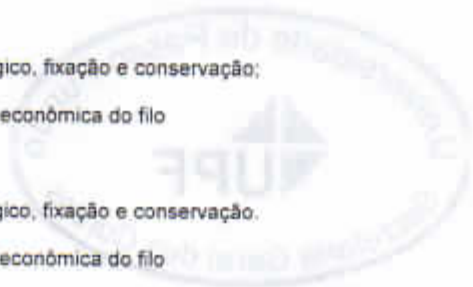 gico, fixação e conservação;
econômica do filo
UPF
gico, fixação e conservação.
econômica do filo